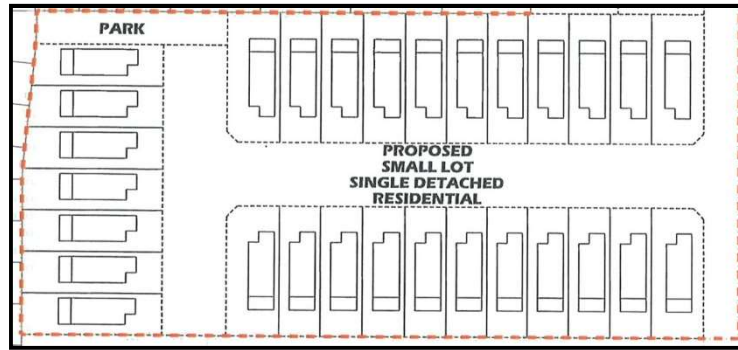 PARK
PROPOSED
SMALL LOT
SINGLE DETACHED
RESIDENTIAL